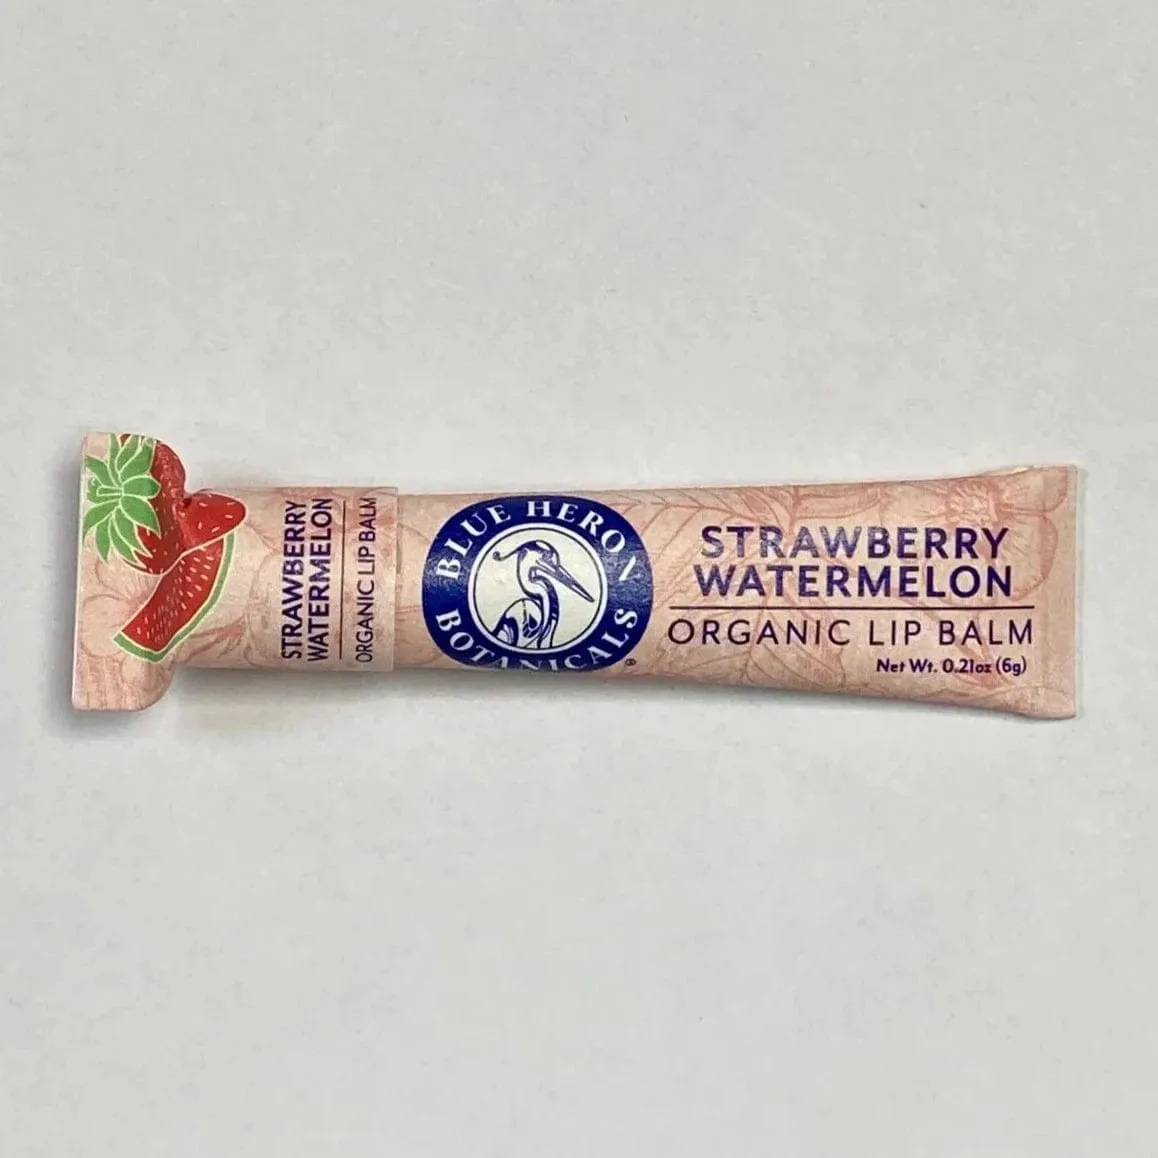 STRAWBERRY
WATERMELON
ORGANIC LIP BALM
BLUE HERON
BOTANICALS®
STRAWBERRY
WATERMELON
ORGANIC LIP BALM
Net Wt. 0.21oz (6g)